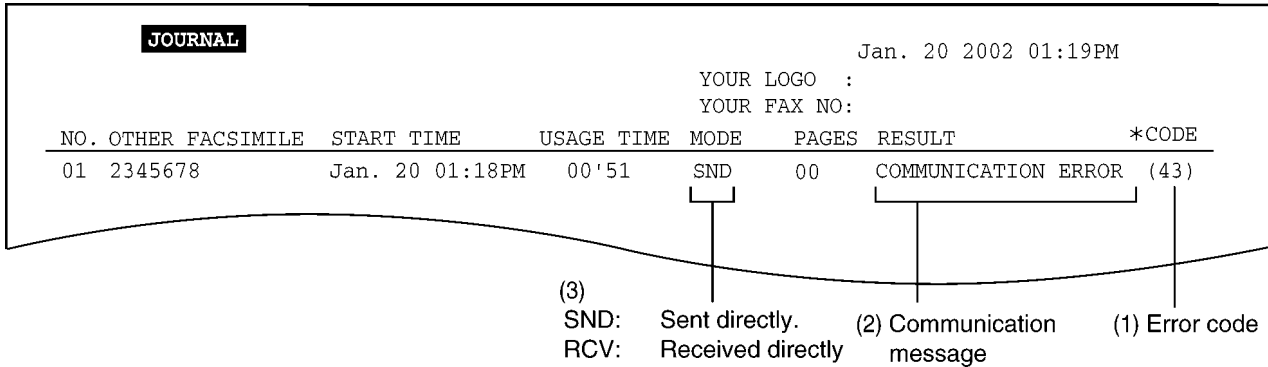 JOURNAL
Jan. 20 2002 01:19PM
YOUR LOGO :
YOUR FAX NO:
NO. OTHER FACSIMILE START TIME USAGE TIME MODE PAGES RESULT *CODE
01 2345678 Jan. 20 01:18PM 00'51 SND 00 COMMUNICATION ERROR (43)
(3)
SND: Sent directly. (2) Communication (1) Error code
RCV: Received directly message